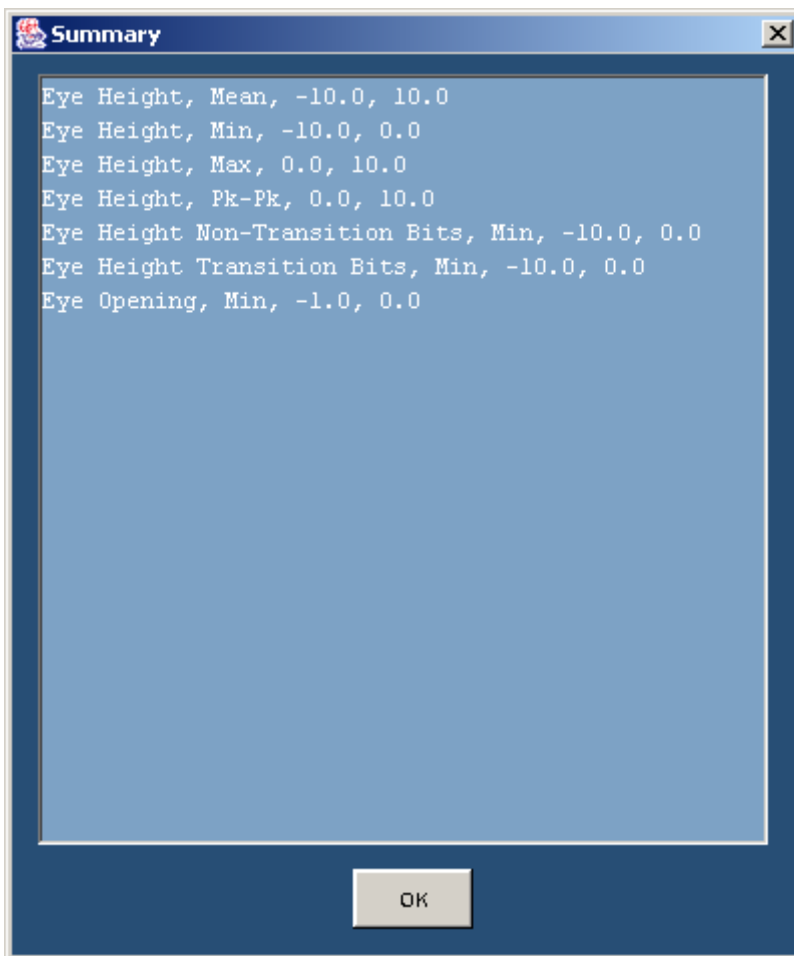 Summary
Eye Height, Mean, -10.0, 10.0
Eye Height, Min, -10.0, 0.0
Eye Height, Max, 0.0, 10.0
Eye Height, Pk-Pk, 0.0, 10.0
Eye Height Non-Transition Bits, Min, -10.0, 0.0
Eye Height Transition Bits, Min, -10.0, 0.0
Eye Opening, Min, -1.0, 0.0
OK